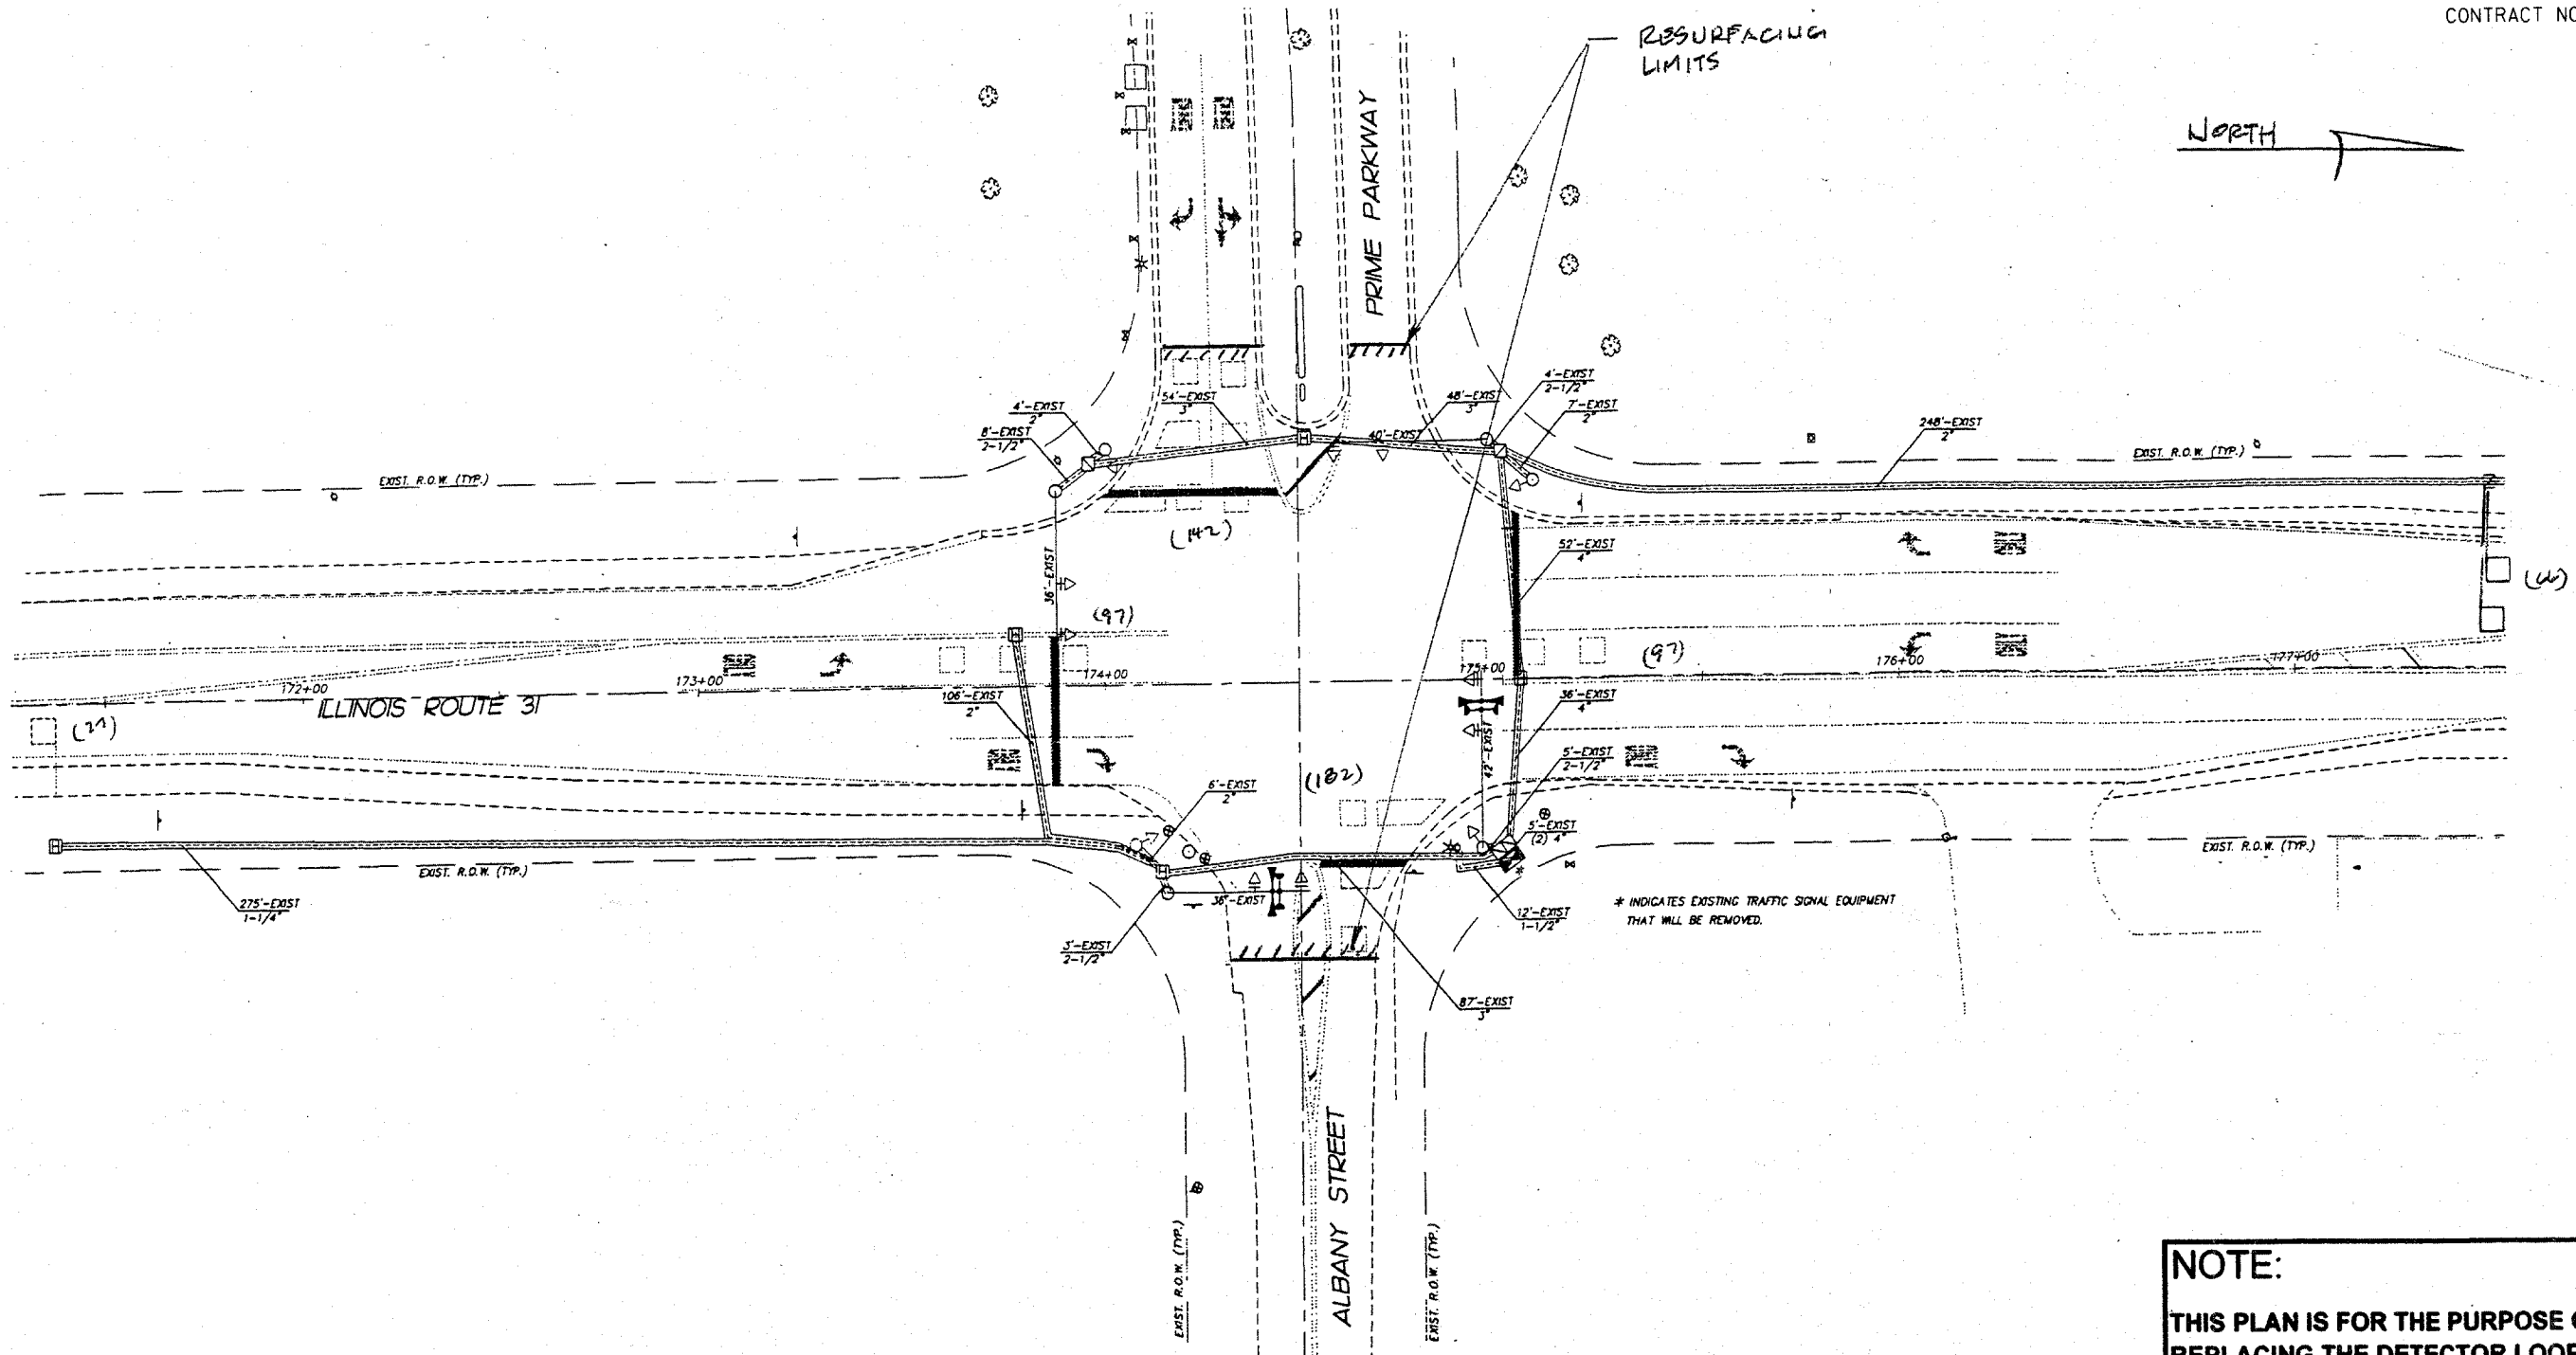 CONTRACT NO
RESURFACING
LIMITS
NORTH
PRIME PARKWAY
4'-EXIST
2"
8'-EXIST
2-1/2"
54'-EXIST
3"
48'-EXIST
3"
40'-EXIST
4'-EXIST
2-1/2"
7'-EXIST
2"
248'-EXIST
2"
EXIST. R.O.W. (TYP.)
EXIST. R.O.W. (TYP.)
(142)
36'-EXIST
52'-EXIST
4"
(66)
(97)
(97)
172+00
173+00
174+00
175+00
176+00
177+00
ILLINOIS ROUTE 31
106'-EXIST
2"
36'-EXIST
4"
42'-EXIST
5'-EXIST
2-1/2"
(182)
6'-EXIST
2"
5'-EXIST
(2) 4"
EXIST. R.O.W. (TYP.)
EXIST. R.O.W. (TYP.)
275'-EXIST
1-1/4"
36'-EXIST
3'-EXIST
2-1/2"
12'-EXIST
1-1/2"
* INDICATES EXISTING TRAFFIC SIGNAL EQUIPMENT
THAT WILL BE REMOVED.
87'-EXIST
3"
ALBANY STREET
EXIST. R.O.W. (TYP.)
EXIST. R.O.W. (TYP.)
NOTE:
THIS PLAN IS FOR THE PURPOSE
REPLACING THE DETECTOR LOOP